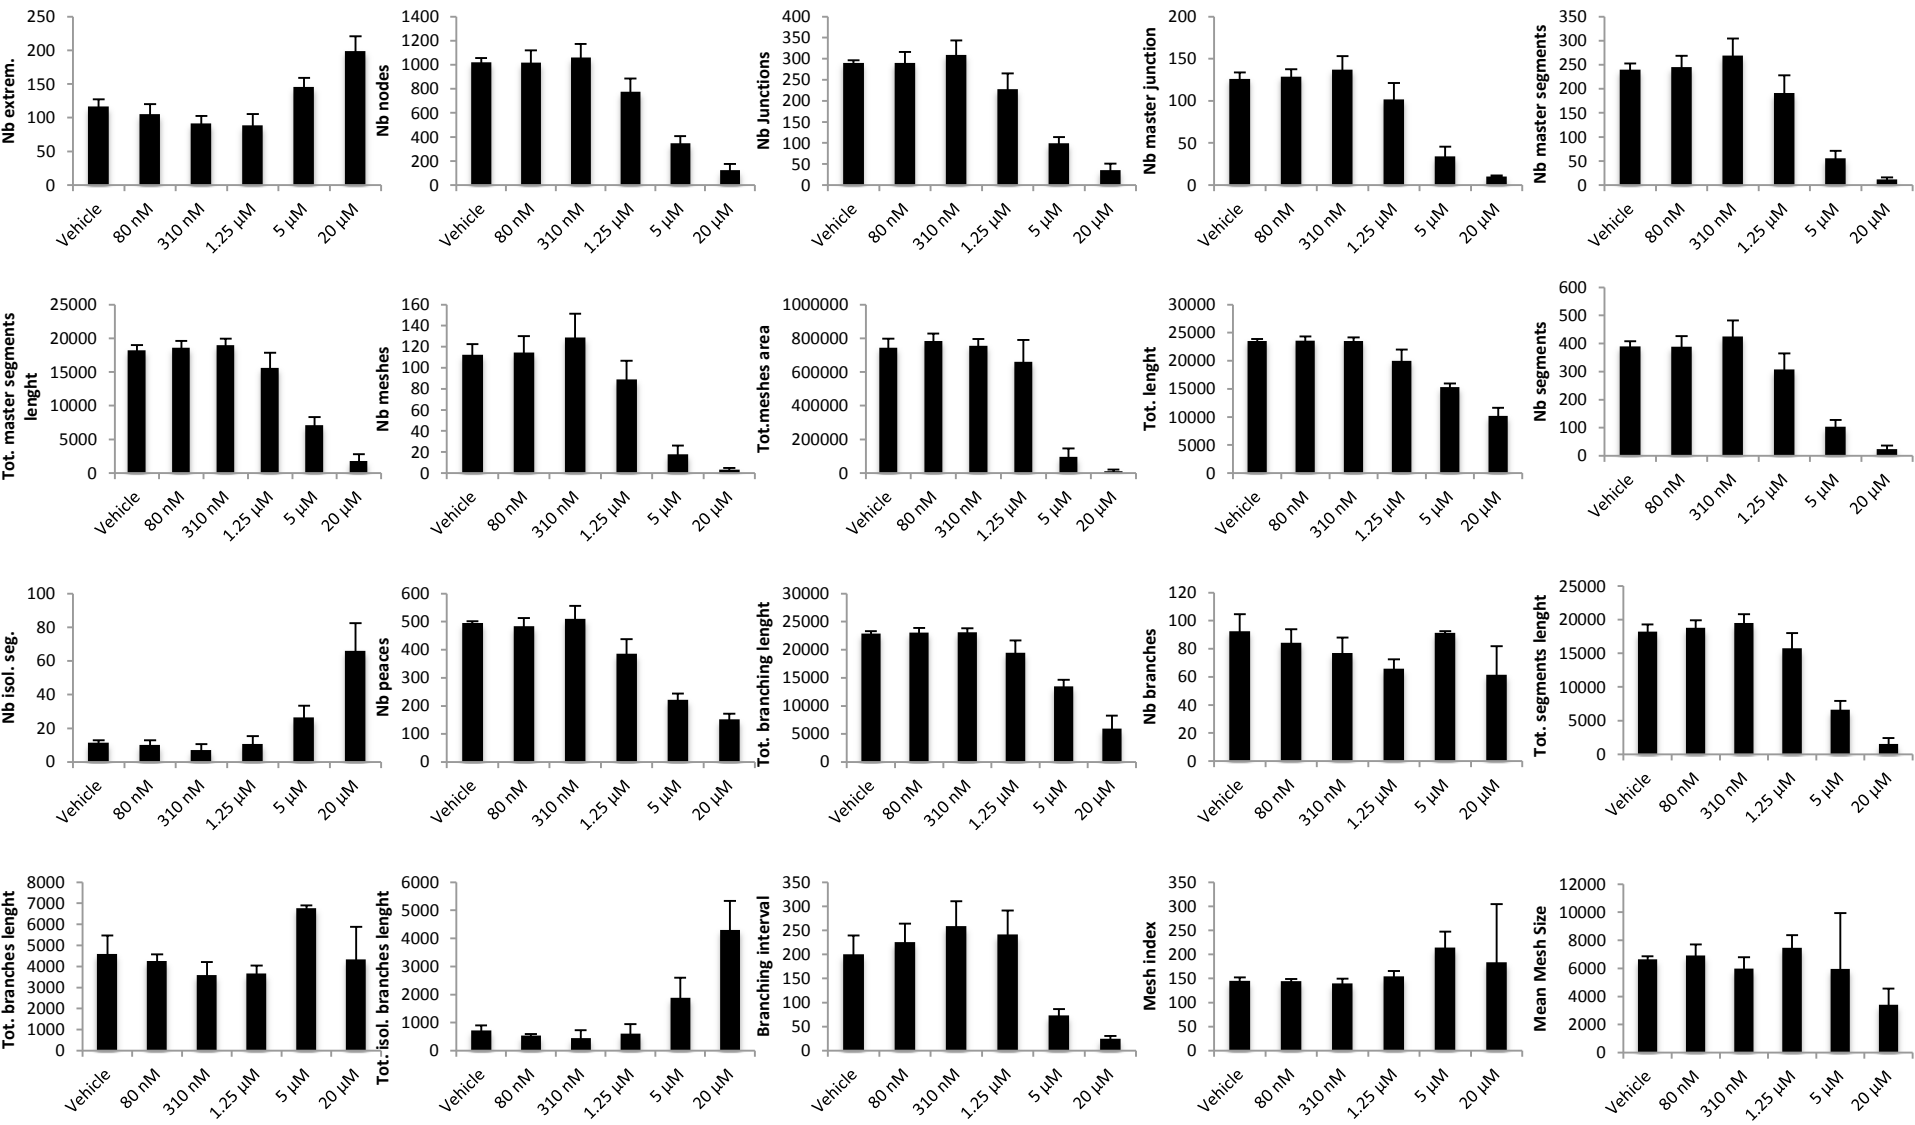 Nb extrem.
250
200
150
100
50
0
Vehicle
80 nM
310 nM
1.25 µM
5 µM
20 µM
Nb nodes
1400
1200
1000
800
600
400
200
0
Vehicle
80 nM
310 nM
1.25 µM
5 µM
20 µM
Nb Junctions
400
350
300
250
200
150
100
50
0
Vehicle
80 nM
310 nM
1.25 µM
5 µM
20 µM
Nb master junction
200
150
100
50
0
Vehicle
80 nM
310 nM
1.25 µM
5 µM
20 µM
Nb master segments
350
300
250
200
150
100
50
0
Vehicle
80 nM
310 nM
1.25 µM
5 µM
20 µM
Tot. master segments
lenght
25000
20000
15000
10000
5000
0
Vehicle
80 nM
310 nM
1.25 µM
5 µM
20 µM
Nb meshes
160
140
120
100
80
60
40
20
0
Vehicle
80 nM
310 nM
1.25 µM
5 µM
20 µM
Tot.meshes area
1000000
800000
600000
400000
200000
0
Vehicle
80 nM
310 nM
1.25 µM
5 µM
20 µM
Tot. lenght
30000
25000
20000
15000
10000
5000
0
Vehicle
80 nM
310 nM
1.25 µM
5 µM
20 µM
Nb segments
600
500
400
300
200
100
0
Vehicle
80 nM
310 nM
1.25 µM
5 µM
20 µM
Nb isol. seg.
100
80
60
40
20
0
Vehicle
80 nM
310 nM
1.25 µM
5 µM
20 µM
Nb peaces
600
500
400
300
200
100
0
Vehicle
80 nM
310 nM
1.25 µM
5 µM
20 µM
Tot. branching lenght
30000
25000
20000
15000
10000
5000
0
Vehicle
80 nM
310 nM
1.25 µM
5 µM
20 µM
Nb branches
120
100
80
60
40
20
0
Vehicle
80 nM
310 nM
1.25 µM
5 µM
20 µM
Tot. segments lenght
25000
20000
15000
10000
5000
0
Vehicle
80 nM
310 nM
1.25 µM
5 µM
20 µM
Tot. branches lenght
8000
7000
6000
5000
4000
3000
2000
1000
0
Vehicle
80 nM
310 nM
1.25 µM
5 µM
20 µM
Tot. isol. branches lenght
6000
5000
4000
3000
2000
1000
0
Vehicle
80 nM
310 nM
1.25 µM
5 µM
20 µM
Branching interval
350
300
250
200
150
100
50
0
Vehicle
80 nM
310 nM
1.25 µM
5 µM
20 µM
Mesh index
350
300
250
200
150
100
50
0
Vehicle
80 nM
310 nM
1.25 µM
5 µM
20 µM
Mean Mesh Size
12000
10000
8000
6000
4000
2000
0
Vehicle
80 nM
310 nM
1.25 µM
5 µM
20 µM